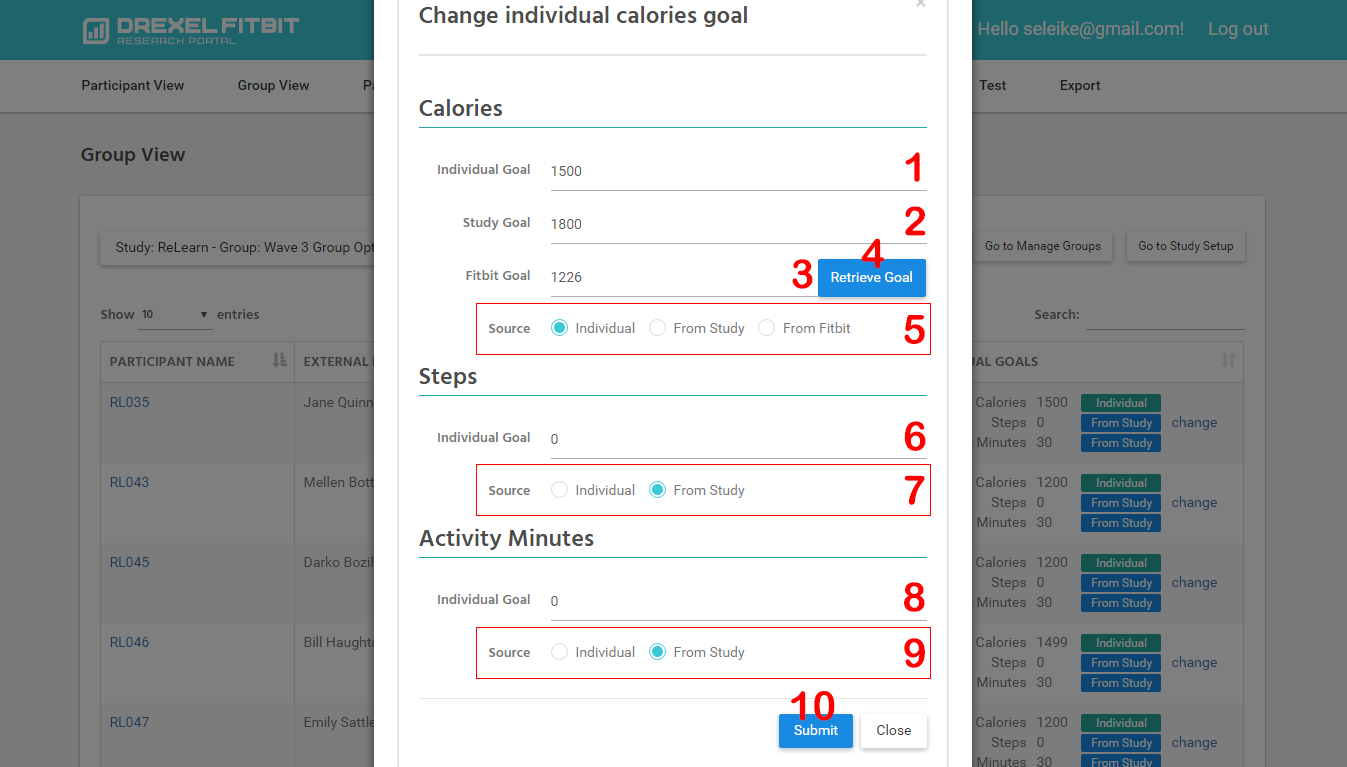 DREXEL FITBIT
RESEARCH PORTAL
Hello seleike@gmail.com! Log out
Participant View Group View Test Export
Group View
Study: ReLearn - Group: Wave 3 Group
Go to Manage Groups Go to Study Setup
Show 10 entries
Search:
PARTICIPANT NAME EXTERNAL GOALS
RL035 Jane Quinn Calories 1500 Individual
Steps 0 From Study change
Minutes 30 From Study
RL043 Mellen Calories 1200 Individual
Steps 0 From Study change
Minutes 30 From Study
RL045 Darko Calories 1200 Individual
Steps 0 From Study change
Minutes 30 From Study
RL046 Bill Calories 1499 Individual
Steps 0 From Study change
Minutes 30 From Study
RL047 Emily Calories 1200 Individual
Steps 0 From Study change
Minutes 30 From Study
×
Change individual calories goal
Calories
Individual Goal 1500 1
Study Goal 1800 2
Fitbit Goal 1226 3 Retrieve Goal 4
Source Individual From Study From Fitbit 5
Steps
Individual Goal 0 6
Source Individual From Study 7
Activity Minutes
Individual Goal 0 8
Source Individual From Study 9
10
Submit Close